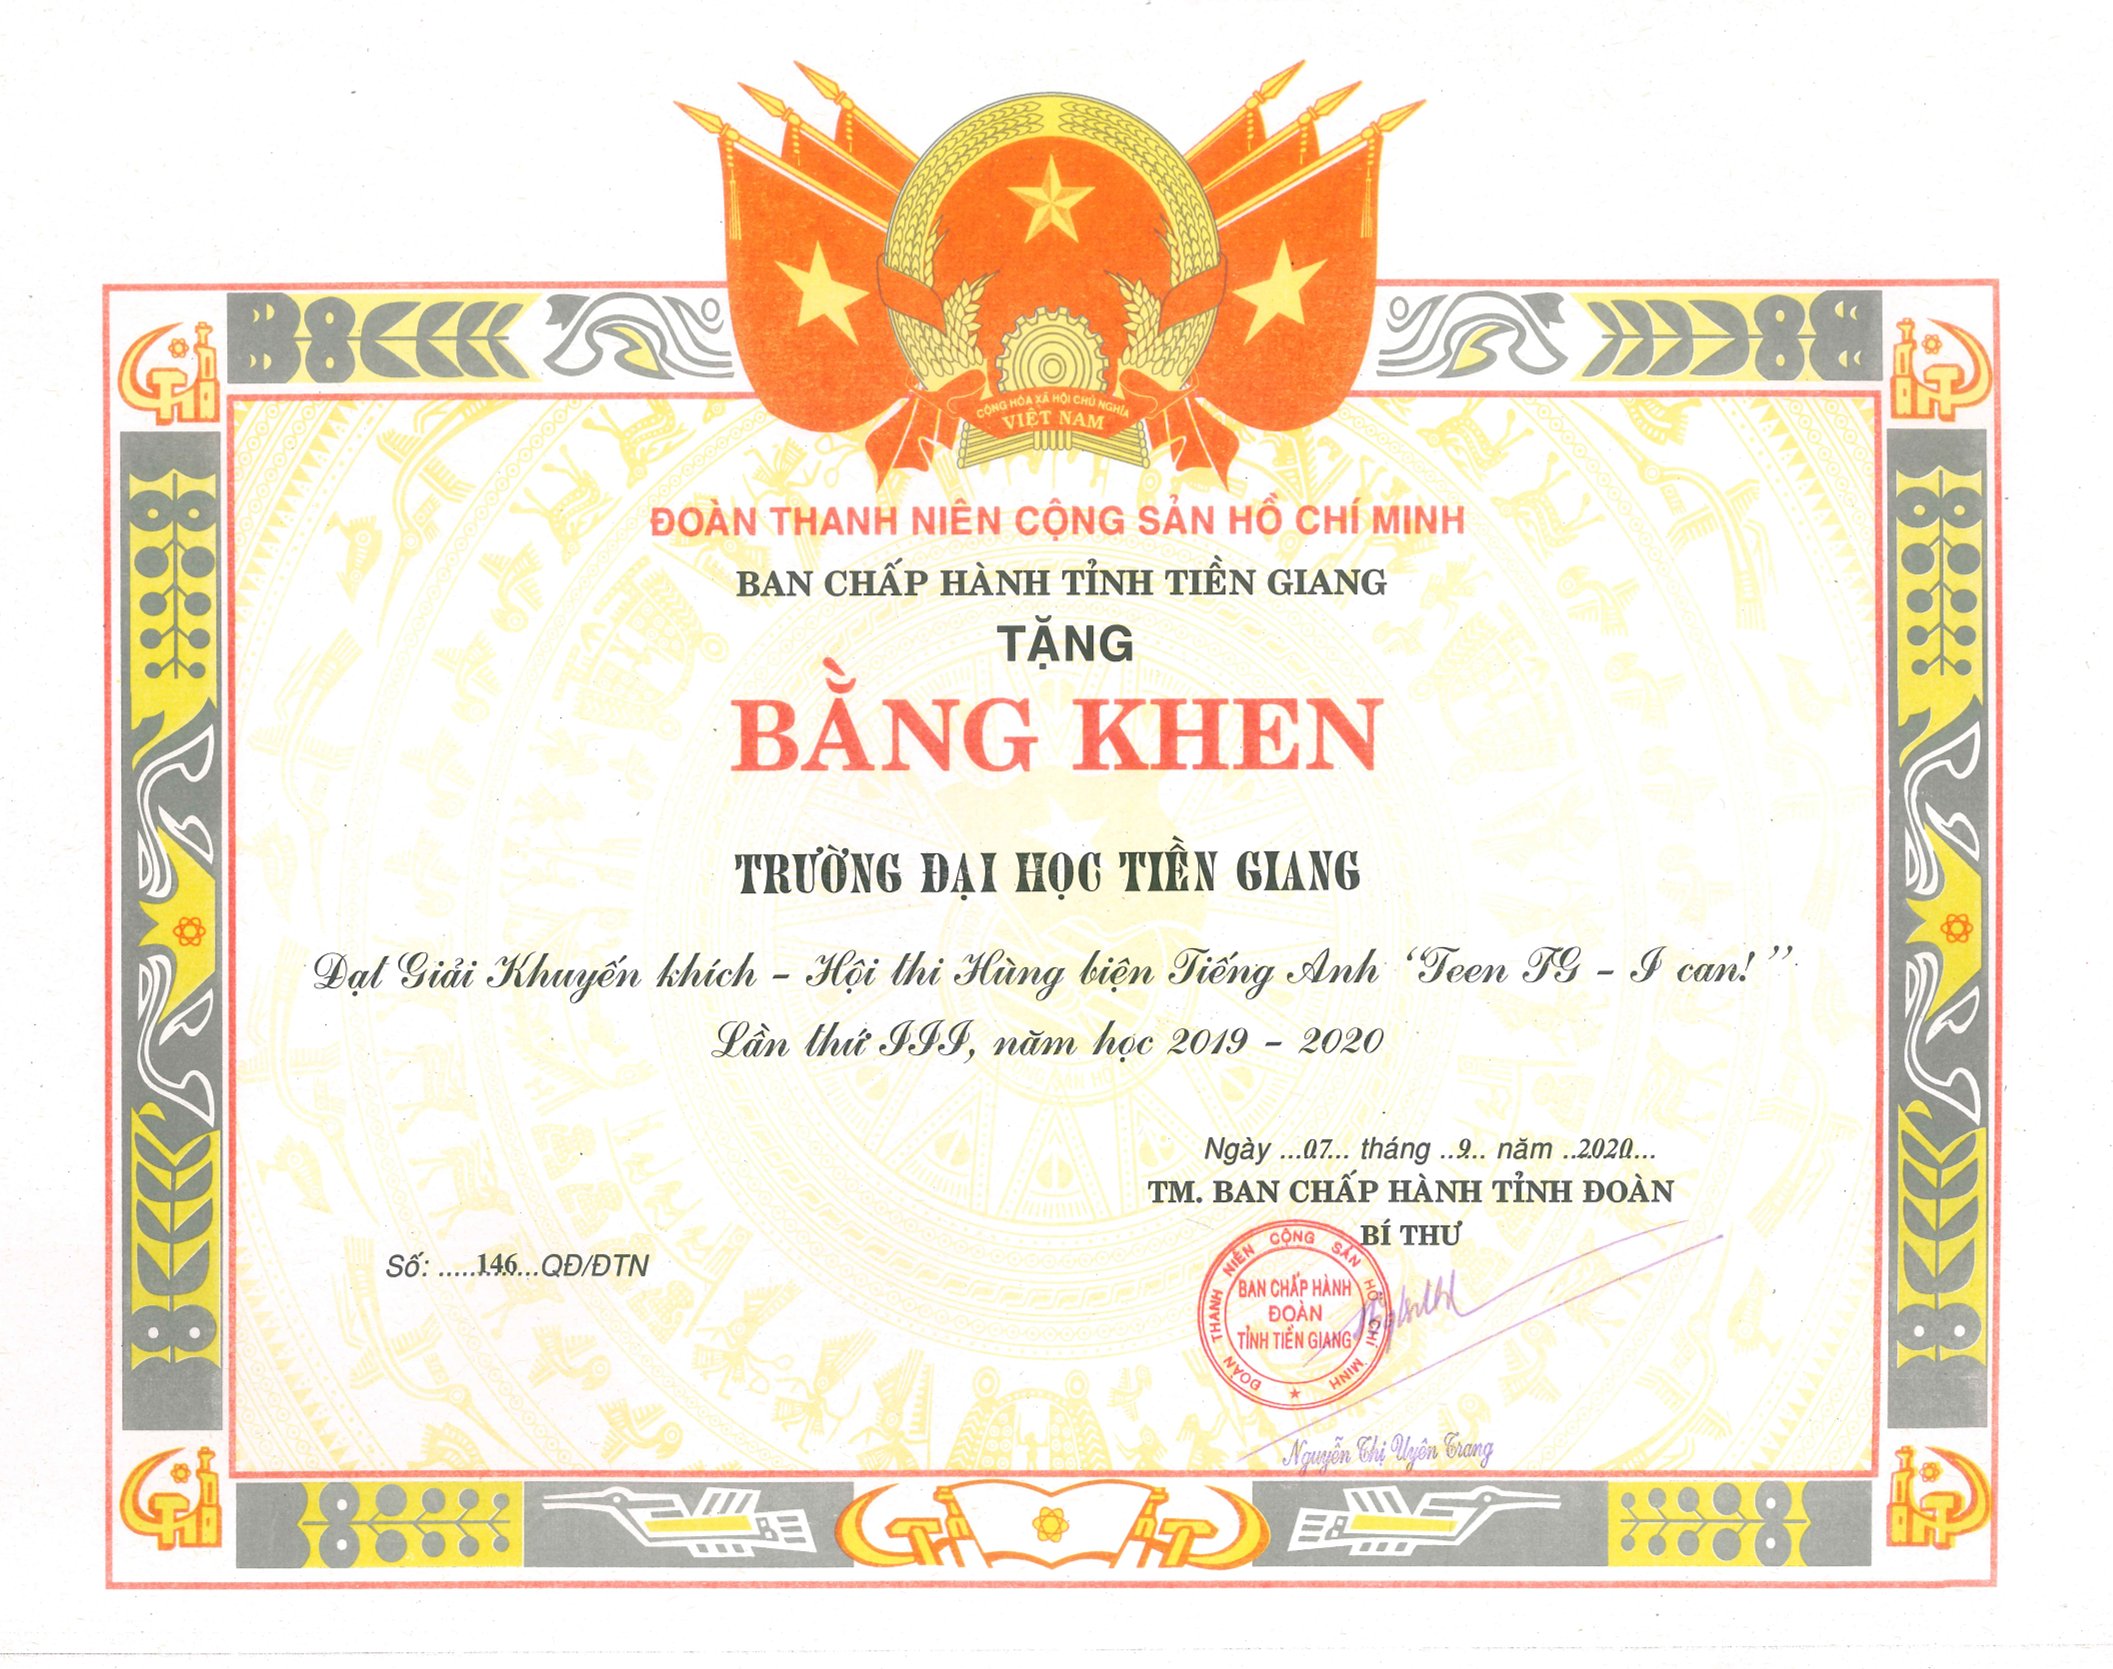 CỘNG HÒA XÃ HỘI CHỦ NGHĨA
VIỆT NAM
ĐOÀN THANH NIÊN CỘNG SẢN HỒ CHÍ MINH
BAN CHẤP HÀNH TỈNH TIỀN GIANG
TẶNG
BẰNG KHEN
TRƯỜNG ĐẠI HỌC TIỀN GIANG
Đạt Giải Khuyến khích – Hội thi Hùng biện Tiếng Anh “Teen TG – I can!”
Lần thứ III, năm học 2019 – 2020
Ngày ...07... tháng ..9.. năm ..2020...
TM. BAN CHẤP HÀNH TỈNH ĐOÀN
BÍ THƯ
Số: .....146...QĐ/ĐTN
ĐOÀN THANH NIÊN CỘNG SẢN HỒ CHÍ MINH
BAN CHẤP HÀNH
ĐOÀN
TỈNH TIỀN GIANG
Nguyễn Thị Uyên Trang